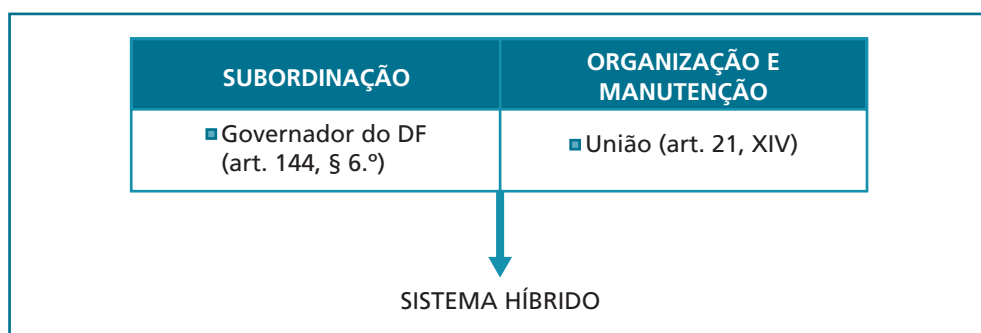 SUBORDINAÇÃO
ORGANIZAÇÃO E
MANUTENÇÃO
Governador do DF
(art. 144, § 6.º)
União (art. 21, XIV)
SISTEMA HÍBRIDO